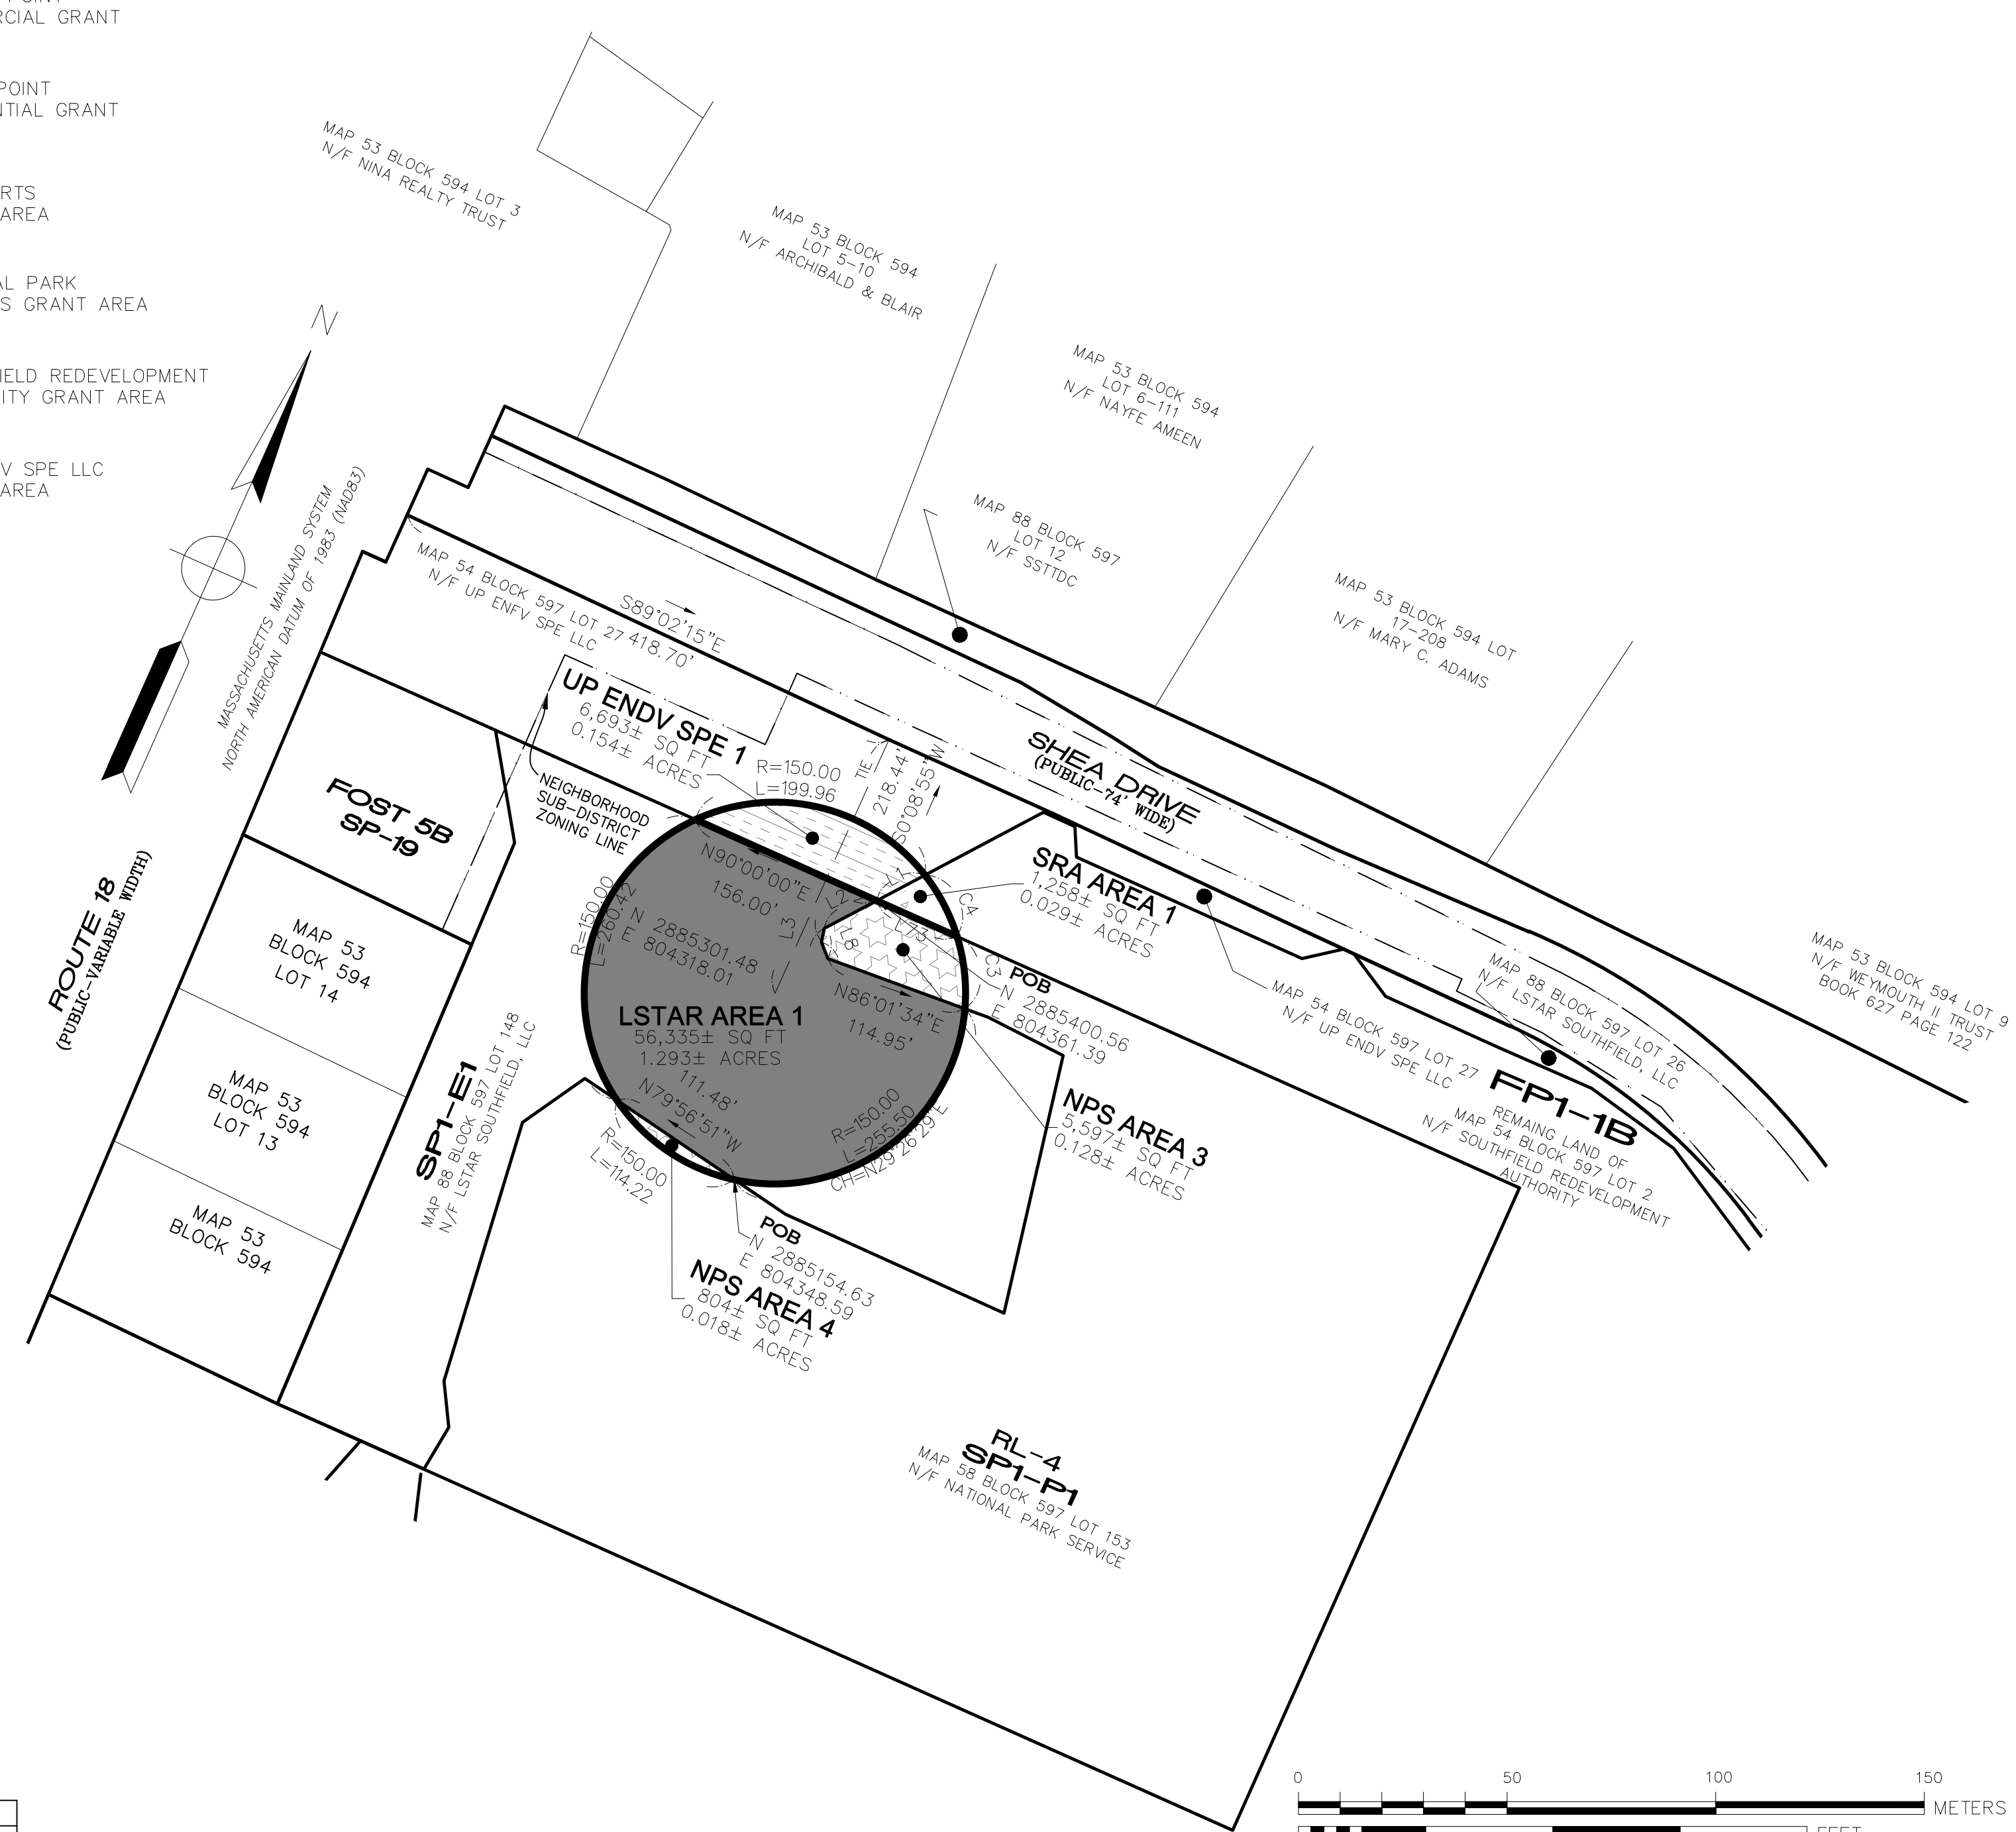 RCIAL GRANT
POINT
NTIAL GRANT
RTS
AREA
AL PARK
S GRANT AREA
IELD REDEVELOPMENT
ITY GRANT AREA
V SPE LLC
AREA
N
MASSACHUSETTS MAINLAND SYSTEM
NORTH AMERICAN DATUM OF 1983 (NAD83)
MAP 53 BLOCK 594 LOT 3
N/F NINA REALTY TRUST
MAP 53 BLOCK 594
LOT 5-10
N/F ARCHIBALD & BLAIR
MAP 53 BLOCK 594
LOT 6-111
N/F NAYFE AMEEN
MAP 88 BLOCK 597
LOT 12
N/F SSTTDC
MAP 53 BLOCK 594 LOT
17-208
N/F MARY C. ADAMS
MAP 53 BLOCK 594 LOT 9
N/F WEYMOUTH II TRUST
BOOK 627 PAGE 122
MAP 54 BLOCK 597 LOT 27
N/F UP ENFV SPE LLC
S89°02'15"E
418.70'
SHEA DRIVE
(PUBLIC-74' WIDE)
UP ENDV SPE 1
6,693± SQ FT
0.154± ACRES
R=150.00
L=199.96
TIE
218.44'
S0°08'55"W
NEIGHBORHOOD
SUB-DISTRICT
ZONING LINE
FOST 5B
SP-19
ROUTE 18
(PUBLIC-VARIABLE WIDTH)
MAP 53
BLOCK 594
LOT 14
MAP 53
BLOCK 594
LOT 13
MAP 53
BLOCK 594
SP1-E1
MAP 88 BLOCK 597 LOT 148
N/F LSTAR SOUTHFIELD, LLC
N90°00'00"E
156.00'
L3
L2
L8
C4
C3
R=150.00
L=260.42
N 2885301.48
E 804318.01
LSTAR AREA 1
56,335± SQ FT
1.293± ACRES
111.48'
N79°56'51"W
N86°01'34"E
114.95'
R=150.00
L=255.50
CH=N29°26'29"E
R=150.00
L=114.22
SRA AREA 1
1,258± SQ FT
0.029± ACRES
POB
N 2885400.56
E 804361.39
NPS AREA 3
5,597± SQ FT
0.128± ACRES
POB
N 2885154.63
E 804348.59
NPS AREA 4
804± SQ FT
0.018± ACRES
MAP 54 BLOCK 597 LOT 27
N/F UP ENDV SPE LLC
MAP 88 BLOCK 597 LOT 26
N/F LSTAR SOUTHFIELD, LLC
FP1-1B
REMAING LAND OF
MAP 54 BLOCK 597 LOT 2
N/F SOUTHFIELD REDEVELOPMENT
AUTHORITY
RL-4
SP1-P1
MAP 58 BLOCK 597 LOT 153
N/F NATIONAL PARK SERVICE
0 50 100 150
METERS